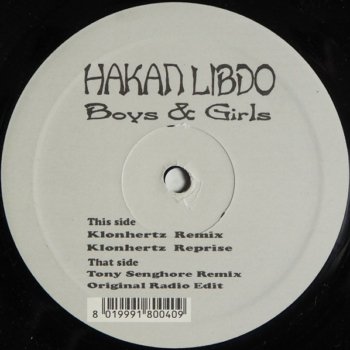 HAKAN LIBDO
Boys & Girls
This side
Klonhertz Remix
Klonhertz Reprise
That side
Tony Senghore Remix
Original Radio Edit
8 019991 800409